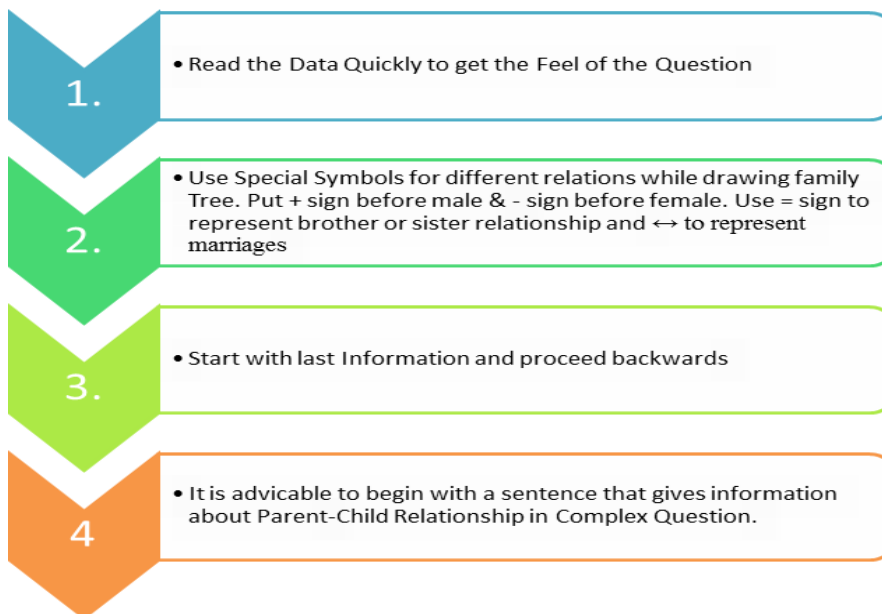 1.
• Read the Data Quickly to get the Feel of the Question
2.
• Use Special Symbols for different relations while drawing family
Tree. Put + sign before male & - sign before female. Use = sign to
represent brother or sister relationship and ↔ to represent
marriages
3.
• Start with last Information and proceed backwards
4
• It is advicable to begin with a sentence that gives information
about Parent-Child Relationship in Complex Question.